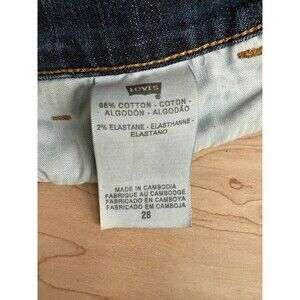 LEVI'S
98% COTTON - COTON -
ALGODÓN - ALGODÃO
2% ELASTANE - ELASTHANNE -
ELASTANO
MADE IN CAMBODIA
FABRIQUE AU CAMBODGE
FABRICADO EN CAMBOYA
FABRICADO EM CAMBOJA
28